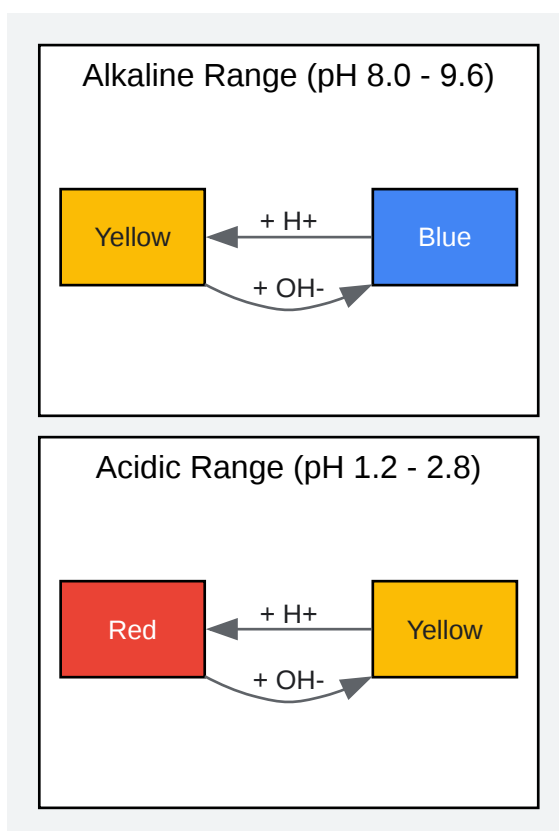 Alkaline Range (pH 8.0 - 9.6)
+ H+
Yellow
Blue
+ OH-
Acidic Range (pH 1.2 - 2.8)
+ H+
Red
Yellow
+ OH-